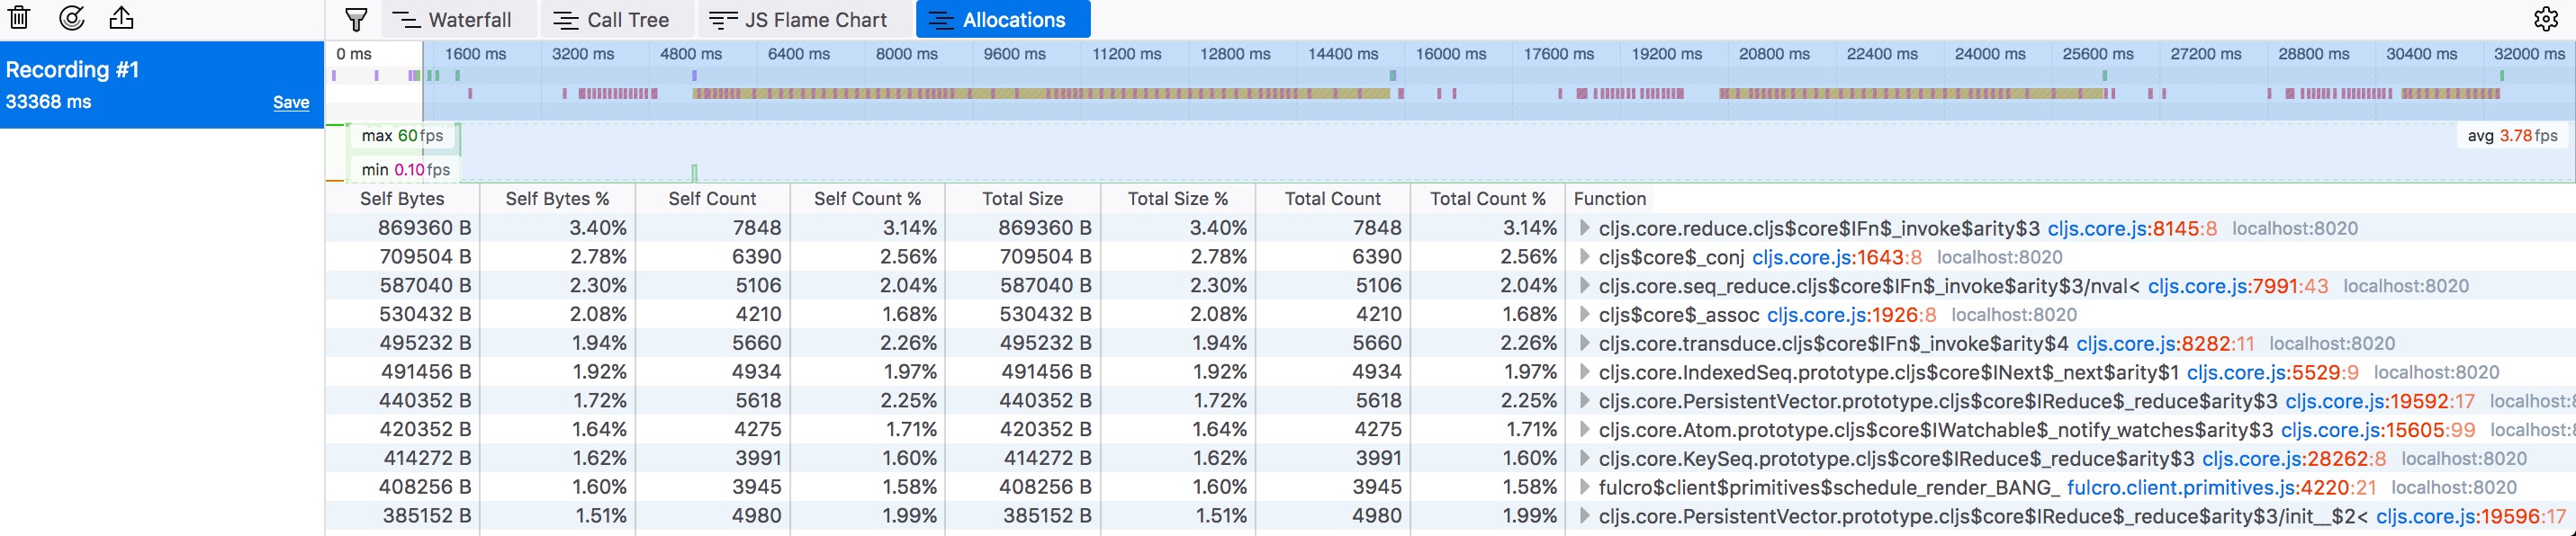 Waterfall Call Tree JS Flame Chart Allocations
Recording #1
33368 ms Save
0 ms 1600 ms 3200 ms 4800 ms 6400 ms 8000 ms 9600 ms 11200 ms 12800 ms 14400 ms 16000 ms 17600 ms 19200 ms 20800 ms 22400 ms 24000 ms 25600 ms 27200 ms 28800 ms 30400 ms 32000 ms
max 60 fps avg 3.78 fps
min 0.10 fps
Self Bytes Self Bytes % Self Count Self Count % Total Size Total Size % Total Count Total Count % Function
869360 B 3.40% 7848 3.14% 869360 B 3.40% 7848 3.14% cljs.core.reduce.cljs$core$IFn$_invoke$arity$3 cljs.core.js:8145:8 localhost:8020
709504 B 2.78% 6390 2.56% 709504 B 2.78% 6390 2.56% cljs$core$_conj cljs.core.js:1643:8 localhost:8020
587040 B 2.30% 5106 2.04% 587040 B 2.30% 5106 2.04% cljs.core.seq_reduce.cljs$core$IFn$_invoke$arity$3/nval< cljs.core.js:7991:43 localhost:8020
530432 B 2.08% 4210 1.68% 530432 B 2.08% 4210 1.68% cljs$core$_assoc cljs.core.js:1926:8 localhost:8020
495232 B 1.94% 5660 2.26% 495232 B 1.94% 5660 2.26% cljs.core.transduce.cljs$core$IFn$_invoke$arity$4 cljs.core.js:8282:11 localhost:8020
491456 B 1.92% 4934 1.97% 491456 B 1.92% 4934 1.97% cljs.core.IndexedSeq.prototype.cljs$core$INext$_next$arity$1 cljs.core.js:5529:9 localhost:8020
440352 B 1.72% 5618 2.25% 440352 B 1.72% 5618 2.25% cljs.core.PersistentVector.prototype.cljs$core$IReduce$_reduce$arity$3 cljs.core.js:19592:17 localhost:8
420352 B 1.64% 4275 1.71% 420352 B 1.64% 4275 1.71% cljs.core.Atom.prototype.cljs$core$IWatchable$_notify_watches$arity$3 cljs.core.js:15605:99 localhost:8
414272 B 1.62% 3991 1.60% 414272 B 1.62% 3991 1.60% cljs.core.KeySeq.prototype.cljs$core$IReduce$_reduce$arity$3 cljs.core.js:28262:8 localhost:8020
408256 B 1.60% 3945 1.58% 408256 B 1.60% 3945 1.58% fulcro$client$primitives$schedule_render_BANG_ fulcro.client.primitives.js:4220:21 localhost:8020
385152 B 1.51% 4980 1.99% 385152 B 1.51% 4980 1.99% cljs.core.PersistentVector.prototype.cljs$core$IReduce$_reduce$arity$3/init__$2< cljs.core.js:19596:17